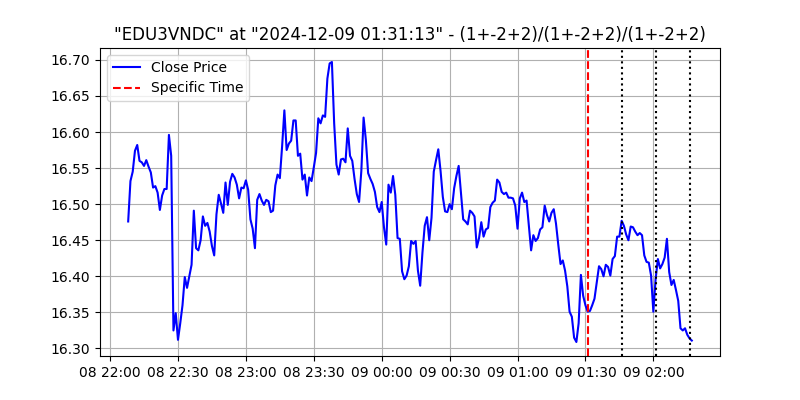 "EDU3VNDC" at "2024-12-09 01:31:13" - (1+-2+2)/(1+-2+2)/(1+-2+2)
Close Price
Specific Time
16.70
16.65
16.60
16.55
16.50
16.45
16.40
16.35
16.30
08 22:00 08 22:30 08 23:00 08 23:30 09 00:00 09 00:30 09 01:00 09 01:30 09 02:00